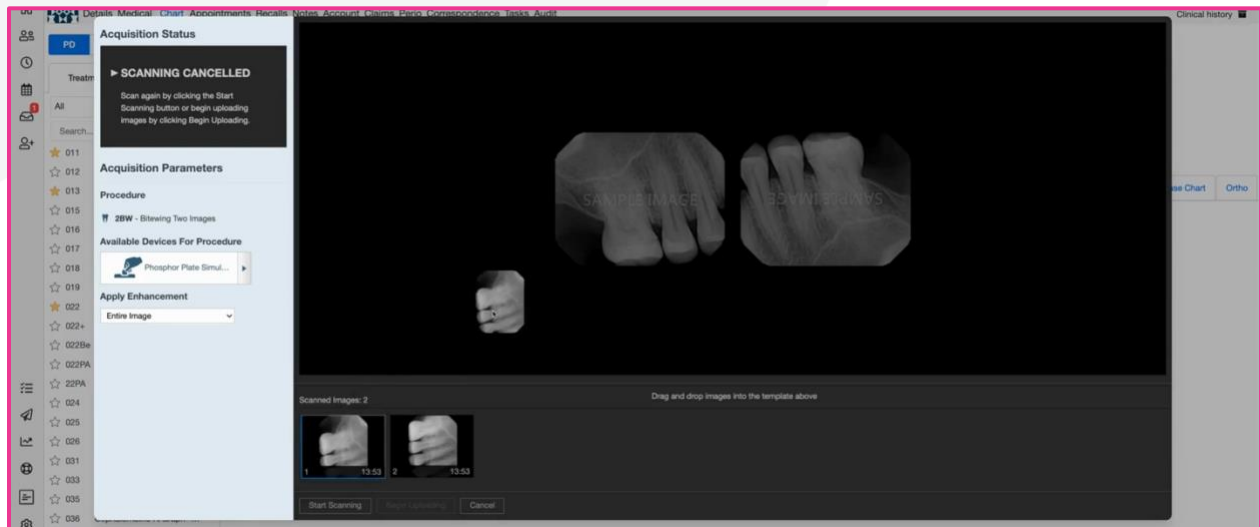 Details Medical Chart Appointments Recalls Notes Account Claims Perio Correspondence Tasks Audit
Clinical history
PD
Acquisition Status
SCANNING CANCELLED
Scan again by clicking the Start
Scanning button or begin uploading
images by clicking Begin Uploading.
All
Search...
3
011
012
013
015
016
017
018
019
022
022+
022Be
022PA
22PA
024
025
026
031
033
035
036
Acquisition Parameters
Procedure
2BW - Bitewing Two Images
Available Devices For Procedure
Phosphor Plate Simul...
Apply Enhancement
Entire Image
SAMPLE IMAGE
SAMPLE IMAGE
Chart
Ortho
Scanned Images: 2
Drag and drop images into the template above
1 13:53
2 13:53
Start Scanning
Begin Uploading
Cancel